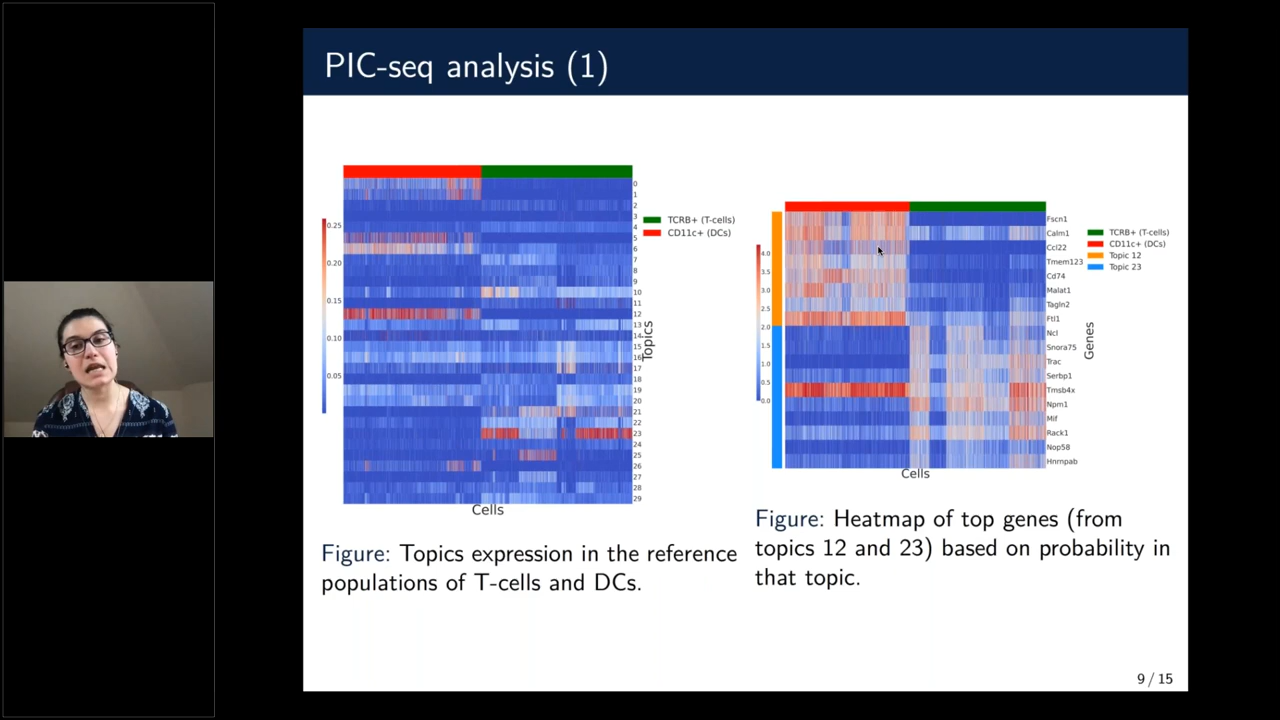 PIC-seq analysis (1)
0
1
2
3
4
5
6
7
8
9
10
11
12
13
14
15
16
17
18
19
20
21
22
23
24
25
26
27
28
29
Topics
0.25
0.20
0.15
0.10
0.05
TCRB+ (T-cells)
CD11c+ (DCs)
Cells
Figure: Topics expression in the reference
populations of T-cells and DCs.
4.0
3.5
3.0
2.5
2.0
1.5
1.0
0.5
0.0
Fscn1
Calm1
Ccl22
Tmem123
Cd74
Malat1
Tagln2
Ftl1
Ncl
Snora75
Trac
Serbp1
Tmsb4x
Npm1
Mif
Rack1
Nop58
Hnrnpab
Genes
TCRB+ (T-cells)
CD11c+ (DCs)
Topic 12
Topic 23
Cells
Figure: Heatmap of top genes (from
topics 12 and 23) based on probability in
that topic.
9 / 15